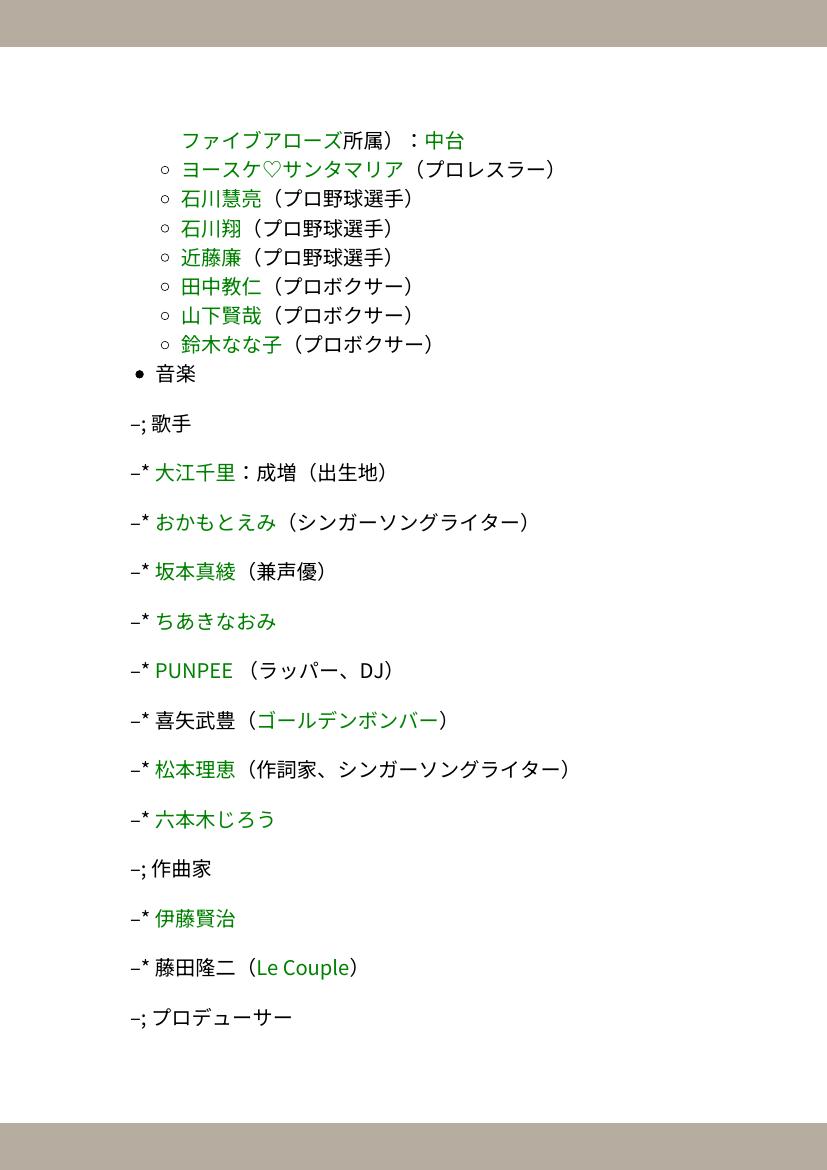 ファイブアローズ所属）：中台
○ ヨースケ♡サンタマリア（プロレスラー）
○ 石川慧亮（プロ野球選手）
○ 石川翔（プロ野球選手）
○ 近藤廉（プロ野球選手）
○ 田中教仁（プロボクサー）
○ 山下賢哉（プロボクサー）
○ 鈴木なな子（プロボクサー）
● 音楽
–; 歌手
–* 大江千里：成増（出生地）
–* おかもとえみ（シンガーソングライター）
–* 坂本真綾（兼声優）
–* ちあきなおみ
–* PUNPEE （ラッパー、DJ）
–* 喜矢武豊（ゴールデンボンバー）
–* 松本理恵（作詞家、シンガーソングライター）
–* 六本木じろう
–; 作曲家
–* 伊藤賢治
–* 藤田隆二（Le Couple）
–; プロデューサー